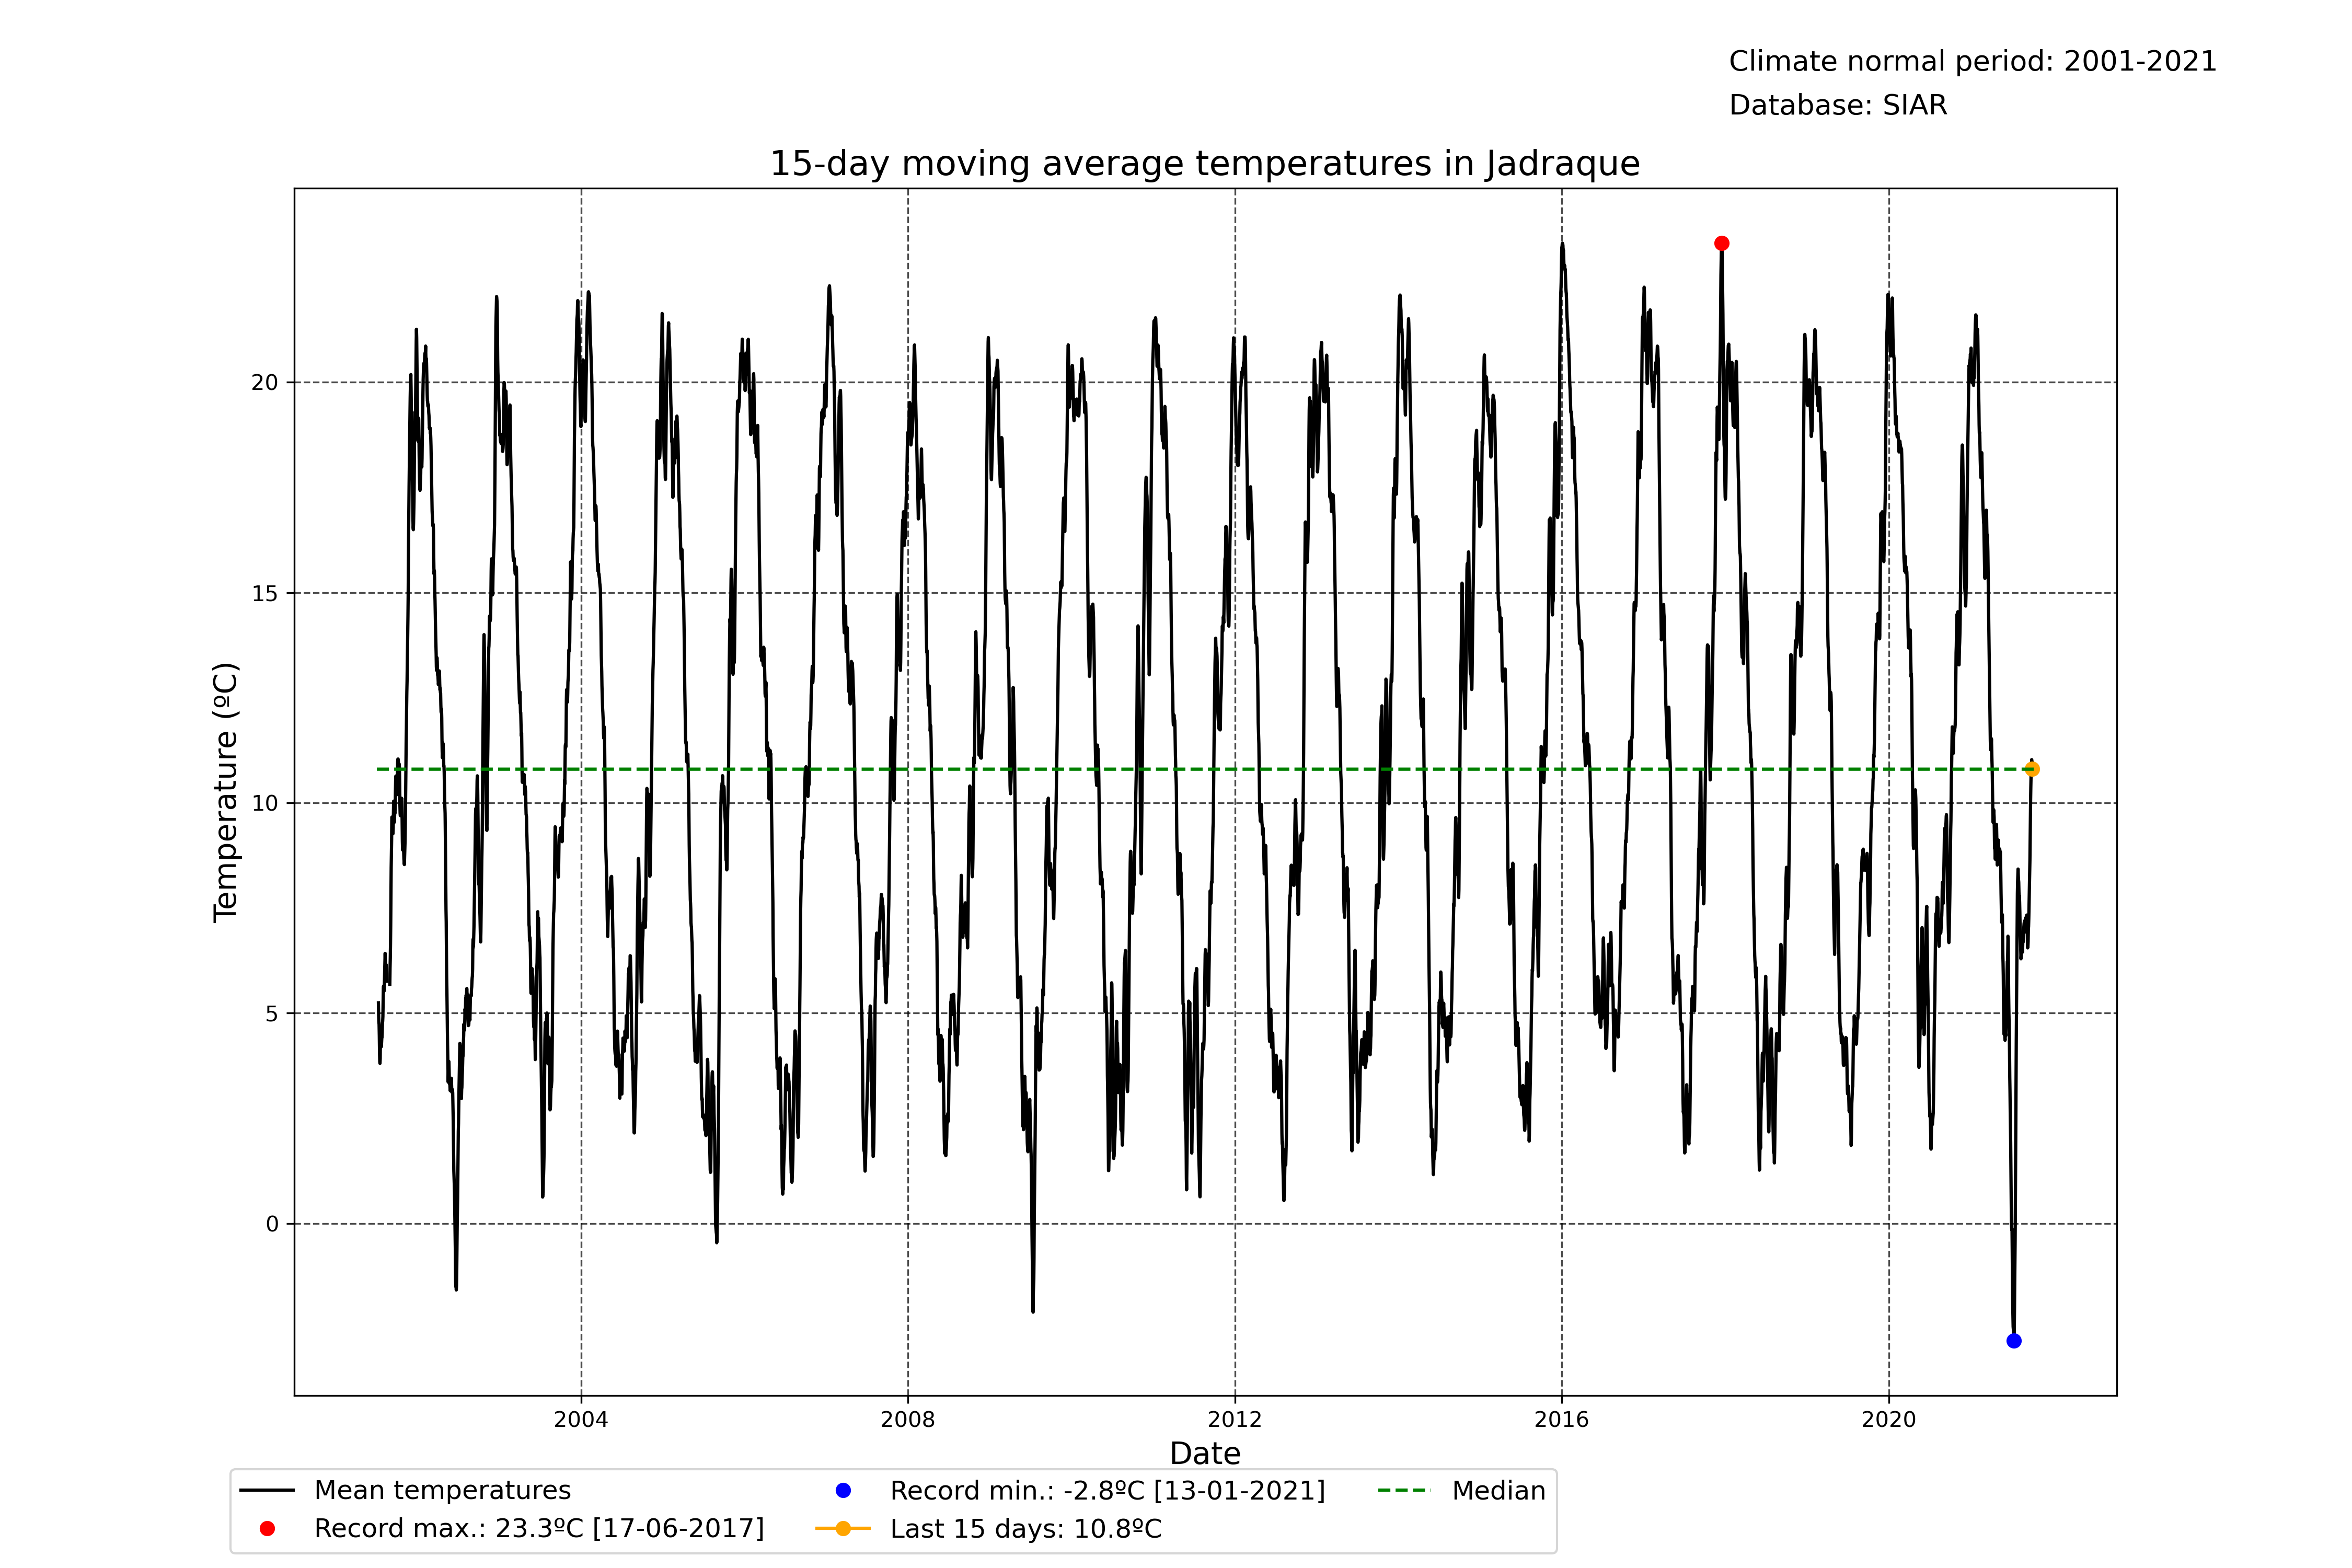 Climate normal period: 2001-2021
Database: SIAR
15-day moving average temperatures in Jadraque
Temperature (ºC)
20
15
10
5
0
2004
2008
2012
2016
2020
Date
Mean temperatures
Record max.: 23.3ºC [17-06-2017]
Record min.: -2.8ºC [13-01-2021]
Last 15 days: 10.8ºC
Median